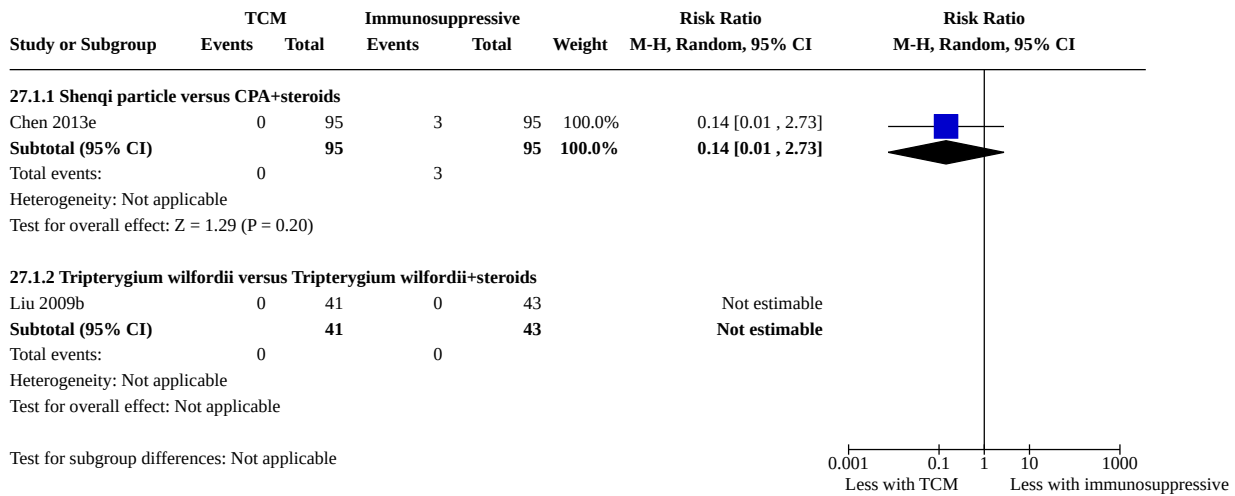 TCM Immunosuppressive Risk Ratio Risk Ratio
Study or Subgroup Events Total Events Total Weight M-H, Random, 95% CI M-H, Random, 95% CI
27.1.1 Shenqi particle versus CPA+steroids
Chen 2013e 0 95 3 95 100.0% 0.14 [0.01 , 2.73]
Subtotal (95% CI) 95 95 100.0% 0.14 [0.01 , 2.73]
Total events: 0 3
Heterogeneity: Not applicable
Test for overall effect: Z = 1.29 (P = 0.20)
27.1.2 Tripterygium wilfordii versus Tripterygium wilfordii+steroids
Liu 2009b 0 41 0 43 Not estimable
Subtotal (95% CI) 41 43 Not estimable
Total events: 0 0
Heterogeneity: Not applicable
Test for overall effect: Not applicable
Test for subgroup differences: Not applicable
0.001 0.1 1 10 1000
Less with TCM Less with immunosuppressive